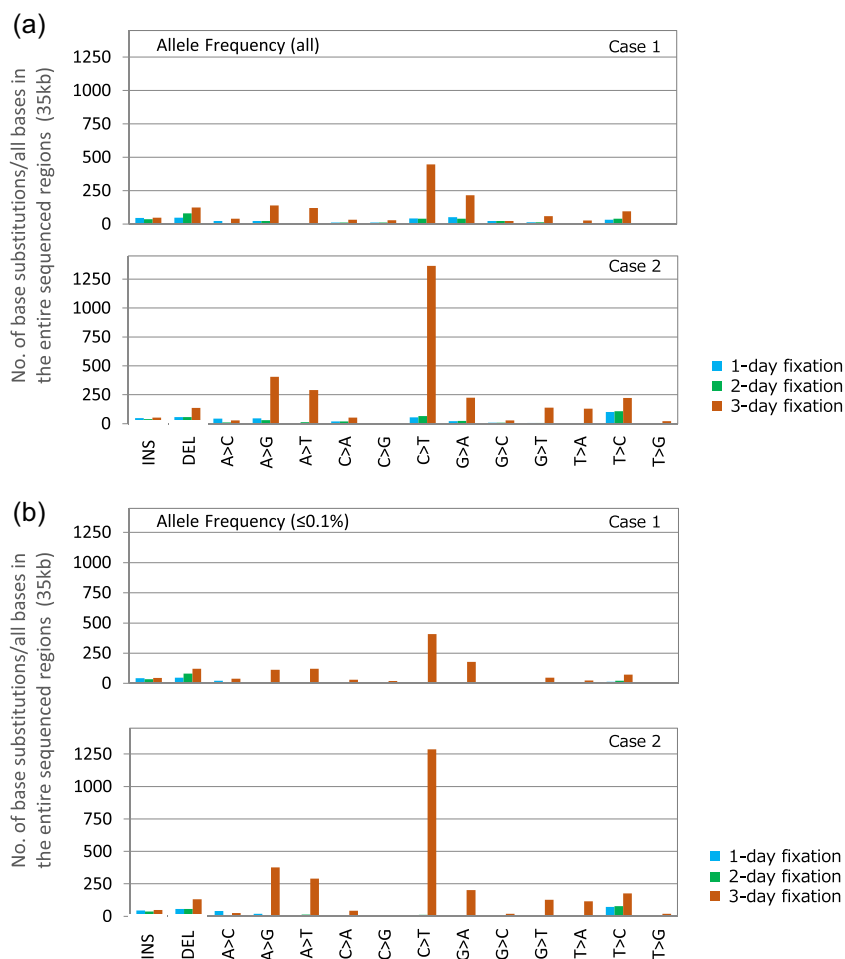 (a)
No. of base substitutions/all bases in
the entire sequenced regions (35kb)
Allele Frequency (all)
Case 1
1250
1000
750
500
250
0
Case 2
1250
1000
750
500
250
0
INS
DEL
A>C
A>G
A>T
C>A
C>G
C>T
G>A
G>C
G>T
T>A
T>C
T>G
1-day fixation
2-day fixation
3-day fixation
(b)
No. of base substitutions/all bases in
the entire sequenced regions (35kb)
Allele Frequency (≤0.1%)
Case 1
1250
1000
750
500
250
0
Case 2
1250
1000
750
500
250
0
INS
DEL
A>C
A>G
A>T
C>A
C>G
C>T
G>A
G>C
G>T
T>A
T>C
T>G
1-day fixation
2-day fixation
3-day fixation